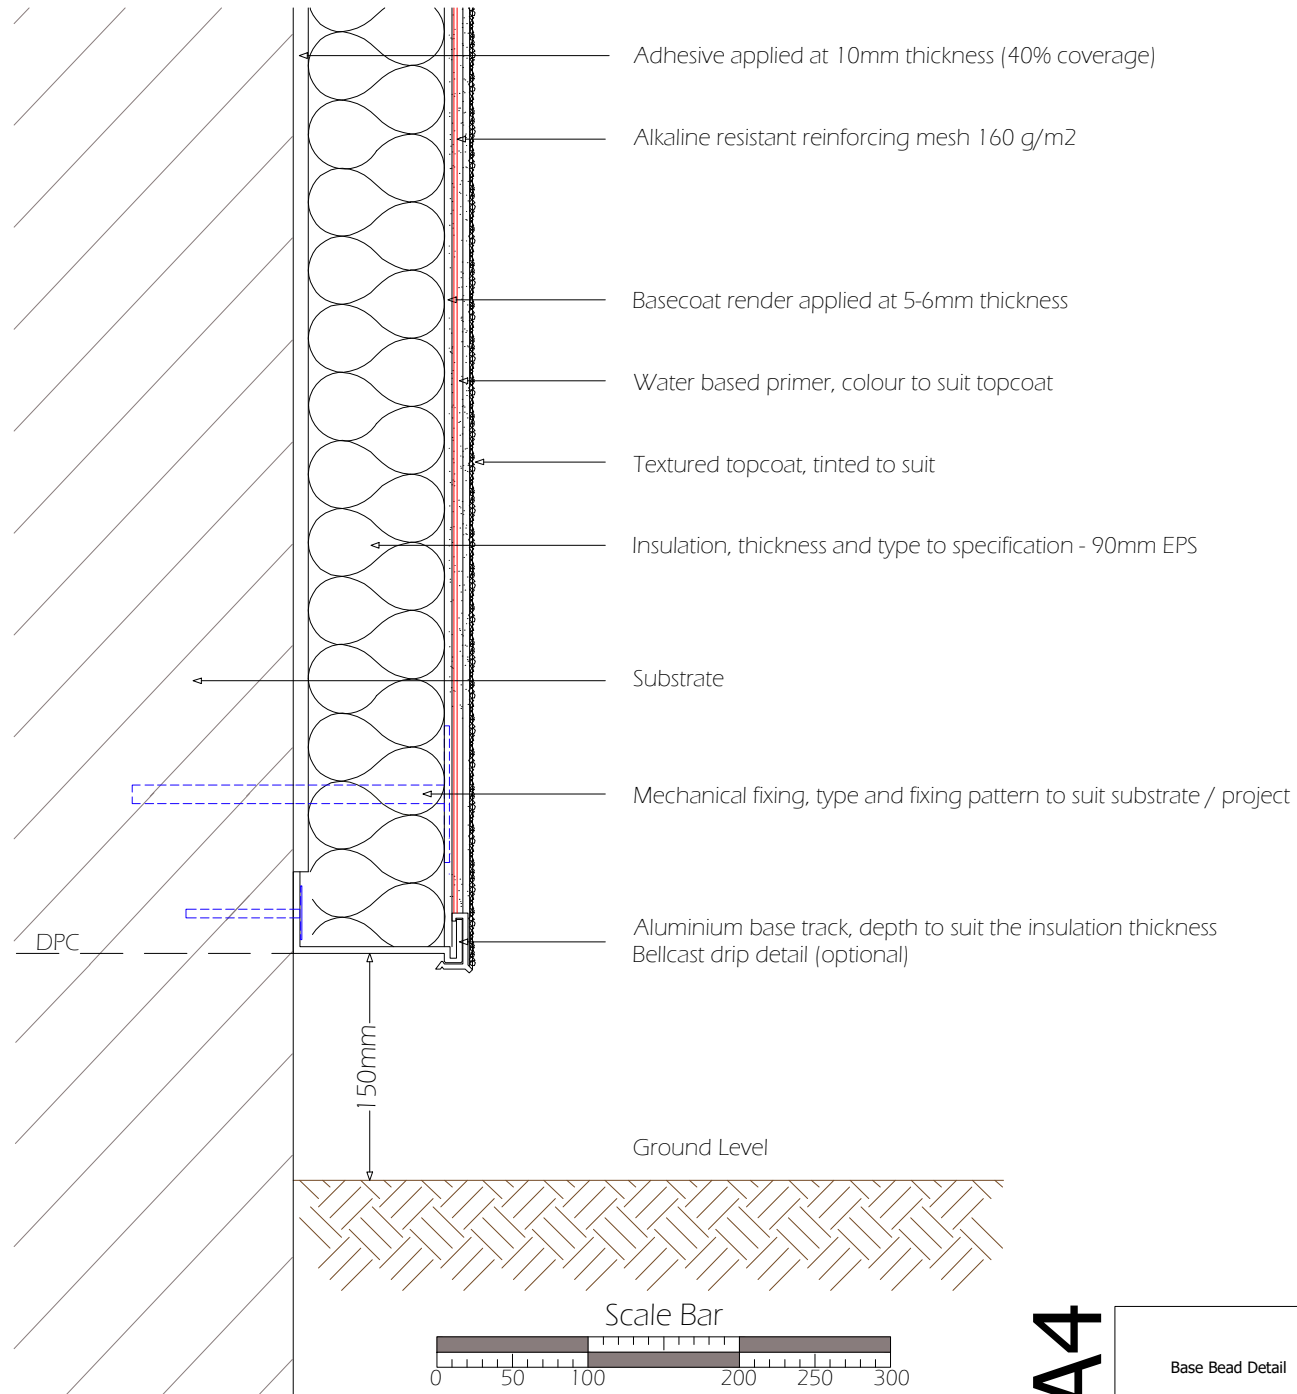 Adhesive applied at 10mm thickness (40% coverage)
Alkaline resistant reinforcing mesh 160 g/m2
Basecoat render applied at 5-6mm thickness
Water based primer, colour to suit topcoat
Textured topcoat, tinted to suit
Insulation, thickness and type to specification - 90mm EPS
Substrate
Mechanical fixing, type and fixing pattern to suit substrate / project
Aluminium base track, depth to suit the insulation thickness
Bellcast drip detail (optional)
DPC
150mm
Ground Level
Scale Bar
0 50 100 200 250 300
A4
Base Bead Detail